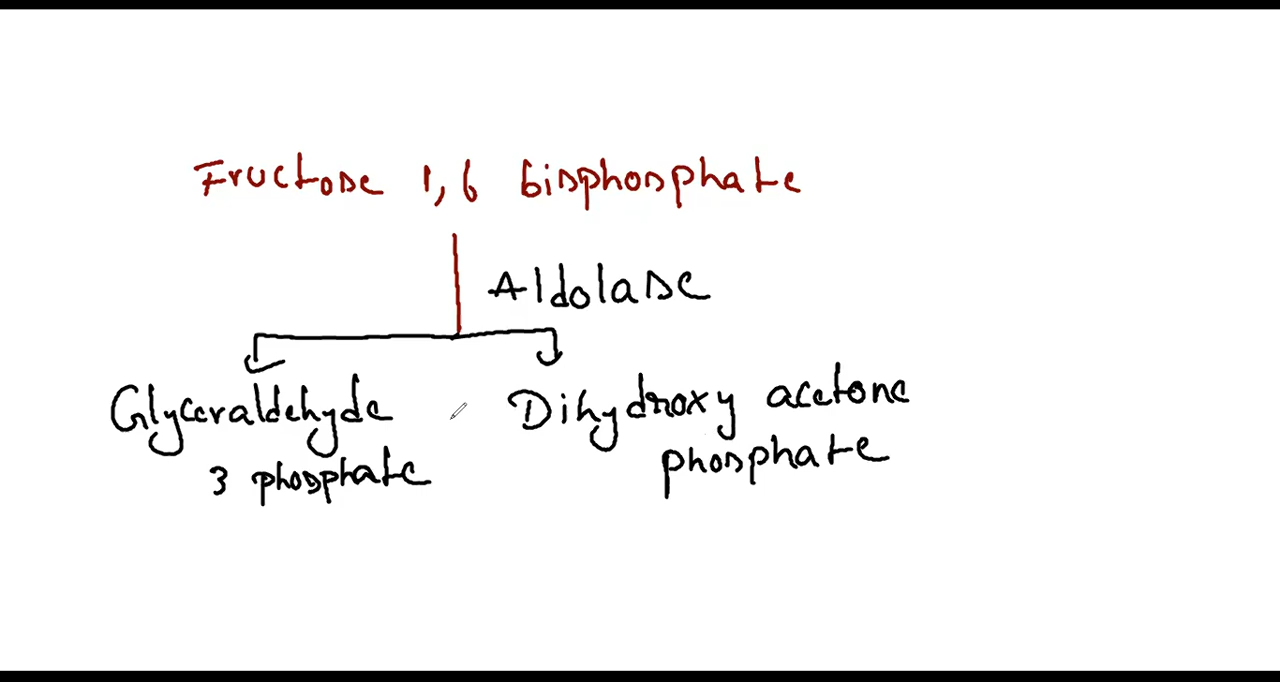 Fructose 1,6 bisphosphate
Aldolase
Glyceraldehyde
3 phosphate
Dihydroxy acetone
phosphate